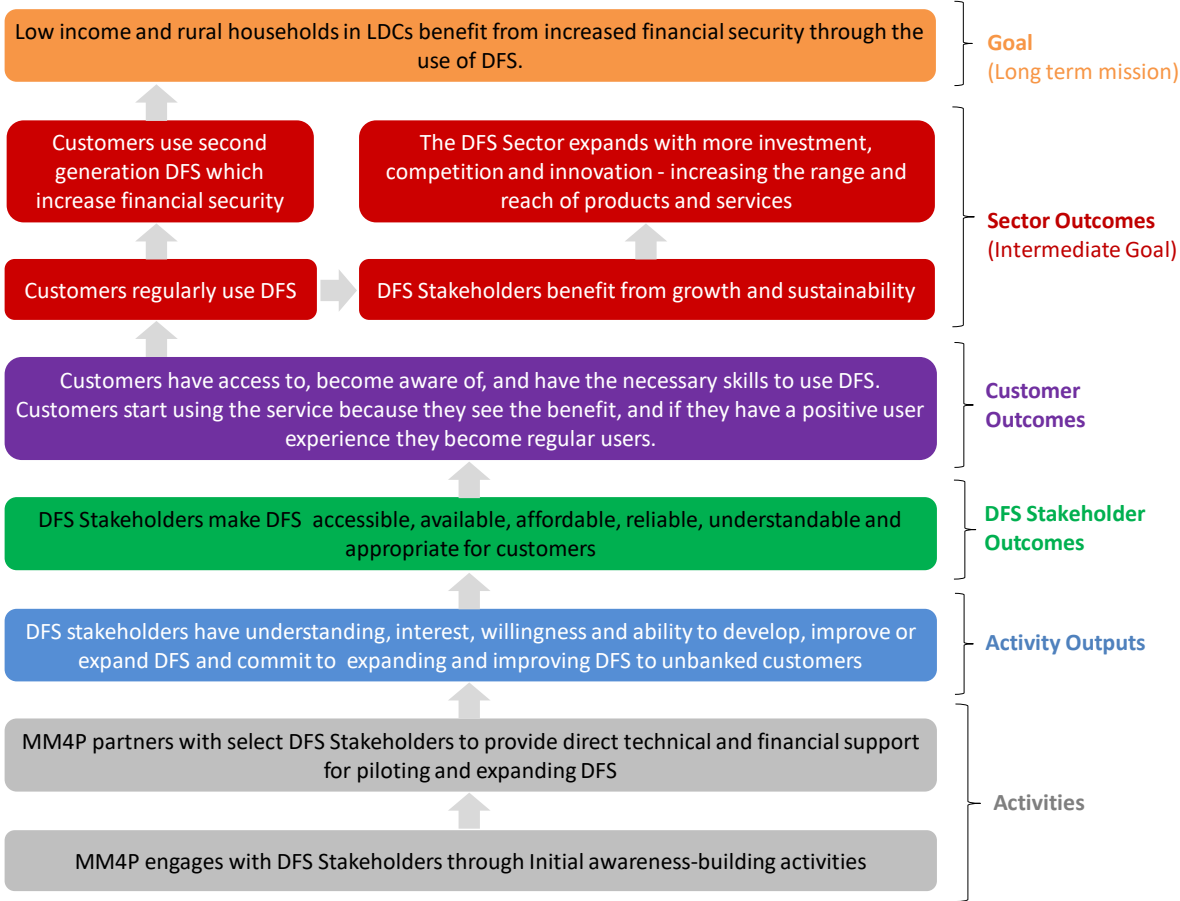 Low income and rural households in LDCs benefit from increased financial security through the
use of DFS.
Goal
(Long term mission)
Customers use second
generation DFS which
increase financial security
The DFS Sector expands with more investment,
competition and innovation - increasing the range and
reach of products and services
Sector Outcomes
(Intermediate Goal)
Customers regularly use DFS
DFS Stakeholders benefit from growth and sustainability
Customers have access to, become aware of, and have the necessary skills to use DFS.
Customers start using the service because they see the benefit, and if they have a positive user
experience they become regular users.
Customer
Outcomes
DFS Stakeholders make DFS  accessible, available, affordable, reliable, understandable and
appropriate for customers
DFS Stakeholder
Outcomes
DFS stakeholders have understanding, interest, willingness and ability to develop, improve or
expand DFS and commit to  expanding and improving DFS to unbanked customers
Activity Outputs
MM4P partners with select DFS Stakeholders to provide direct technical and financial support
for piloting and expanding DFS
Activities
MM4P engages with DFS Stakeholders through Initial awareness-building activities